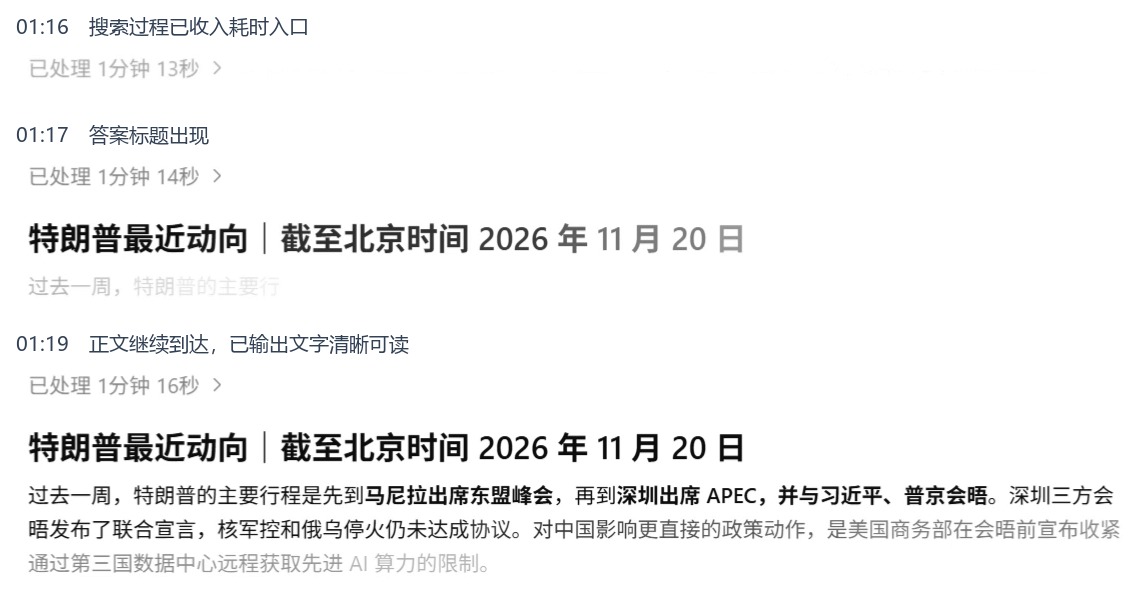 01:16 搜索过程已收入耗时入口
已处理 1分钟 13秒 >
01:17 答案标题出现
已处理 1分钟 14秒 >
特朗普最近动向｜截至北京时间 2026 年 11 月 20 日
过去一周，特朗普的主要行
01:19 正文继续到达，已输出文字清晰可读
已处理 1分钟 16秒 >
特朗普最近动向｜截至北京时间 2026 年 11 月 20 日
过去一周，特朗普的主要行程是先到马尼拉出席东盟峰会，再到深圳出席 APEC，并与习近平、普京会晤。深圳三方会
晤发布了联合宣言，核军控和俄乌停火仍未达成协议。对中国影响更直接的政策动作，是美国商务部在会晤前宣布收紧
通过第三国数据中心远程获取先进 AI 算力的限制。